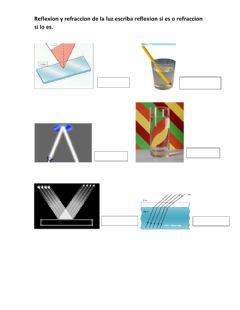 Reflexion y refraccion de la luz escriba reflexion si es o refraccion
si lo es.